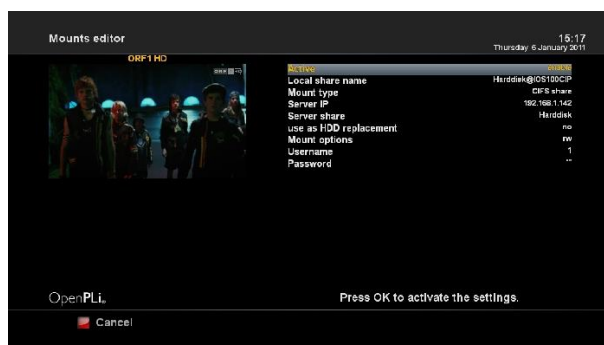 Mounts editor
15:17
Thursday 6 January 2011
ORF1 HD
Active enable
Local share name Harddisk@IOS100CIP
Mount type CIFS share
Server IP 192.168.1.142
Server share Harddisk
use as HDD replacement no
Mount options rw
Username 1
Password **
OpenPLi
Press OK to activate the settings.
Cancel